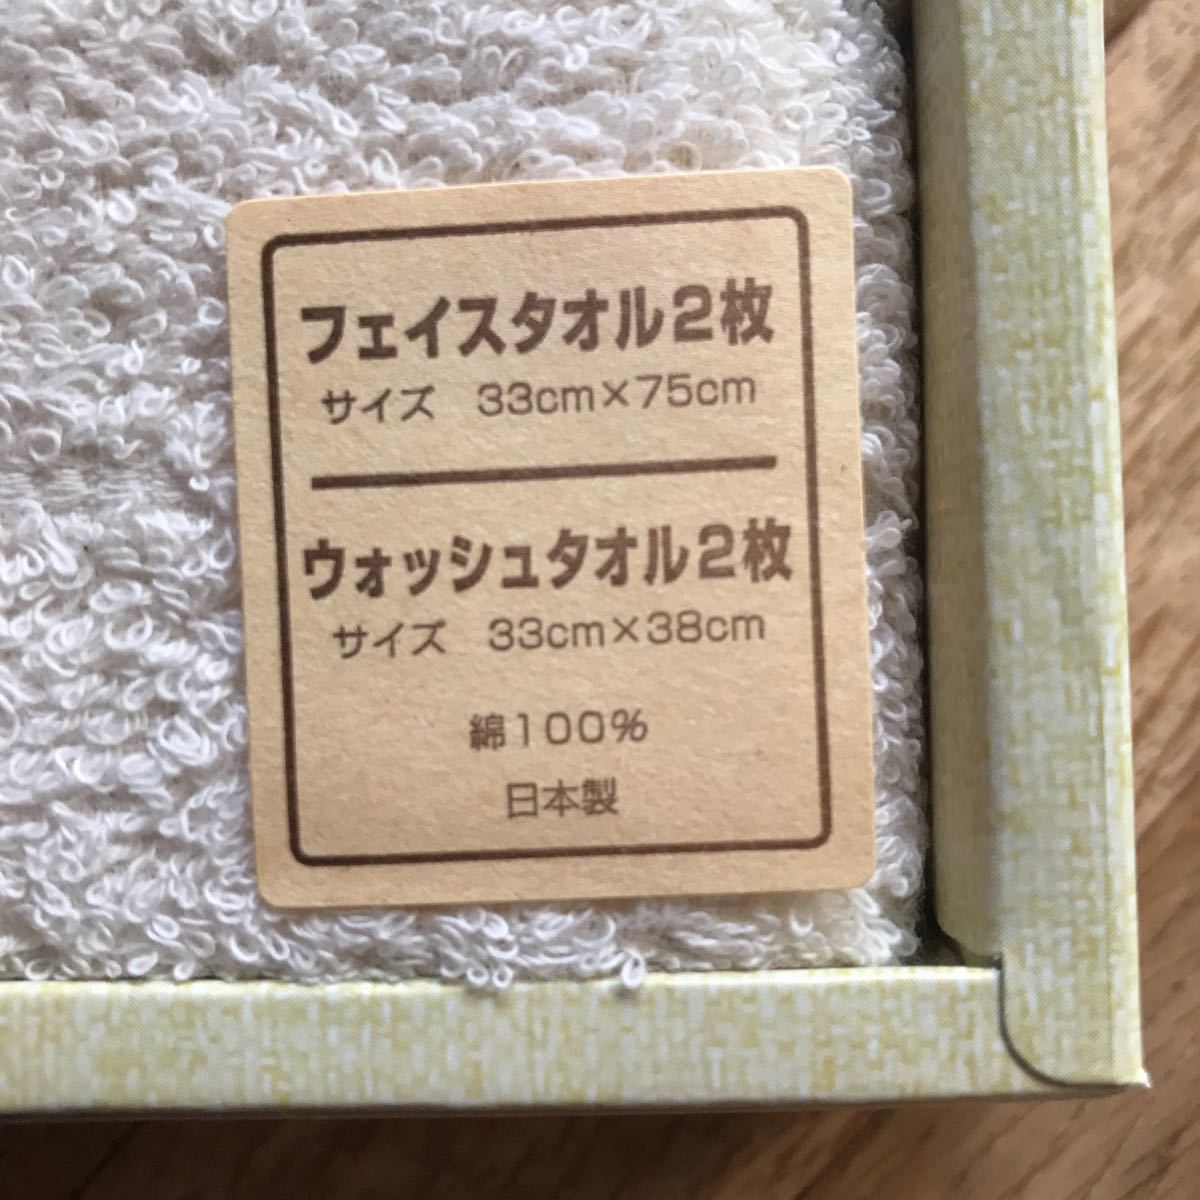 フェイスタオル2枚
サイズ　33cm×75cm
ウォッシュタオル2枚
サイズ　33cm×38cm
綿100%
日本製